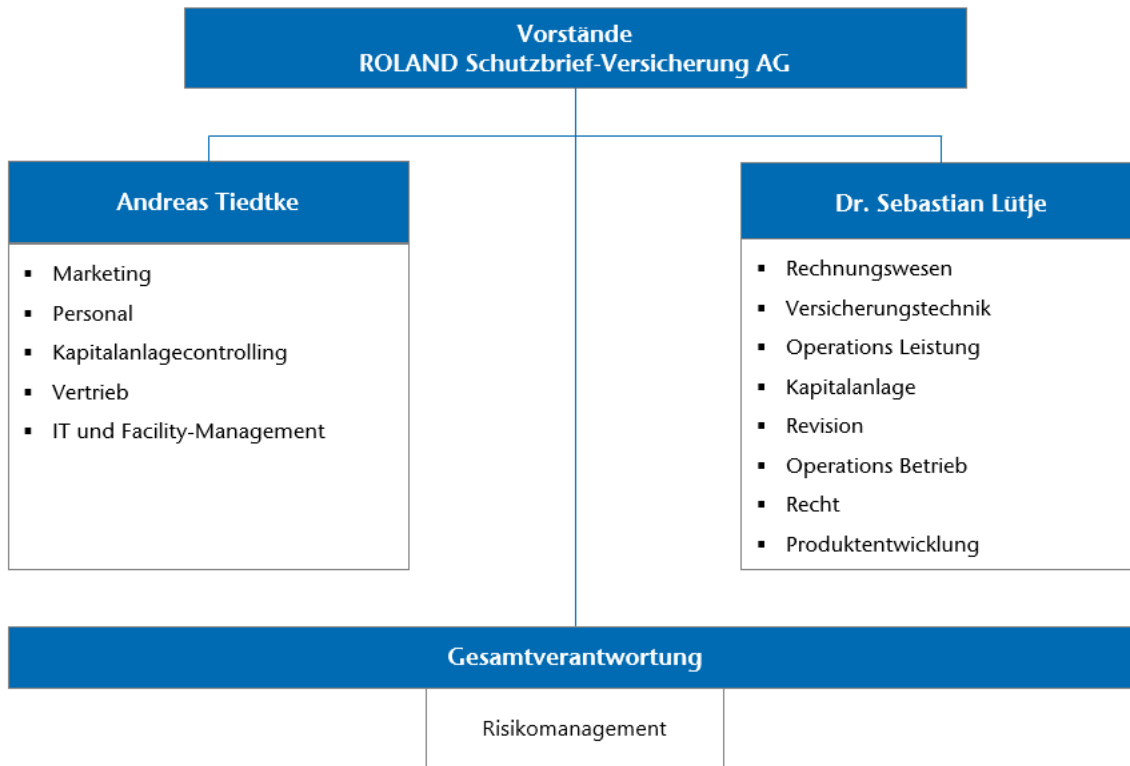 Vorstände
ROLAND Schutzbrief-Versicherung AG
Andreas Tiedtke
▪ Marketing
▪ Personal
▪ Kapitalanlagecontrolling
▪ Vertrieb
▪ IT und Facility-Management
Dr. Sebastian Lütje
▪ Rechnungswesen
▪ Versicherungstechnik
▪ Operations Leistung
▪ Kapitalanlage
▪ Revision
▪ Operations Betrieb
▪ Recht
▪ Produktentwicklung
Gesamtverantwortung
Risikomanagement